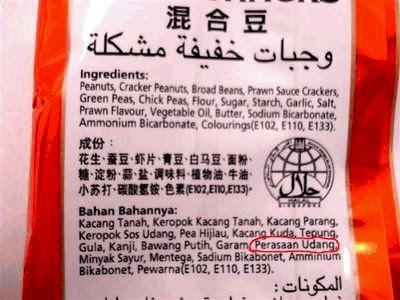 混合豆
وجبات خفيفة مشكلة
Ingredients:
Peanuts, Cracker Peanuts, Broad Beans, Prawn Sauce Crackers,
Green Peas, Chick Peas, Flour, Sugar, Starch, Garlic, Salt,
Prawn Flavour, Vegetable Oil, Butter, Sodium Bicarbonate,
Ammonium Bicarbonate, Colourings(E102, E110, E133).
成份：
花生·蚕豆·虾片·青豆·白马豆·面粉·
糖·淀粉·蒜·盐·调味料·植物油·牛油·
小苏打·碳酸氢铵·色素(E102,E110,E133)
حلال
HALAL
SINGAPORE
Bahan Bahannya:
Kacang Tanah, Keropok Kacang Tanah, Kacang Parang,
Keropok Sos Udang, Pea Hijiau, Kacang Kuda, Tepung,
Gula, Kanji, Bawang Putih, Garam, Perasaan Udang,
Minyak Sayur, Mentega, Sadium Bikabonet, Amminium
Bikabonet, Pewarna(E102, E110, E133).
المكونات: